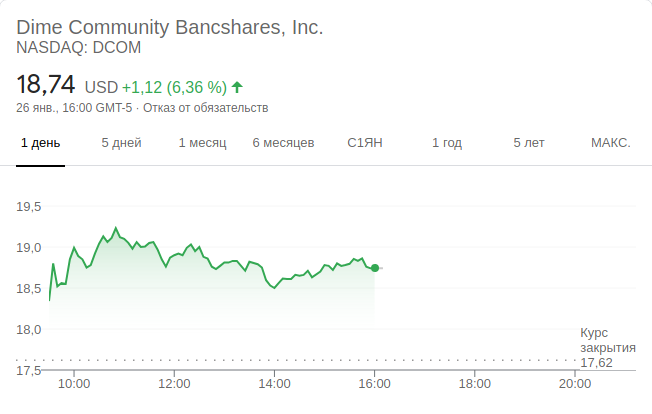 Dime Community Bancshares, Inc.
NASDAQ: DCOM
18,74 USD +1,12 (6,36 %)
26 янв., 16:00 GMT-5 · Отказ от обязательств
1 день 5 дней 1 месяц 6 месяцев С1ЯН 1 год 5 лет МАКС.
19,5
19,0
18,5
18,0
Курс
закрытия
17,62
17,5
10:00 12:00 14:00 16:00 18:00 20:00